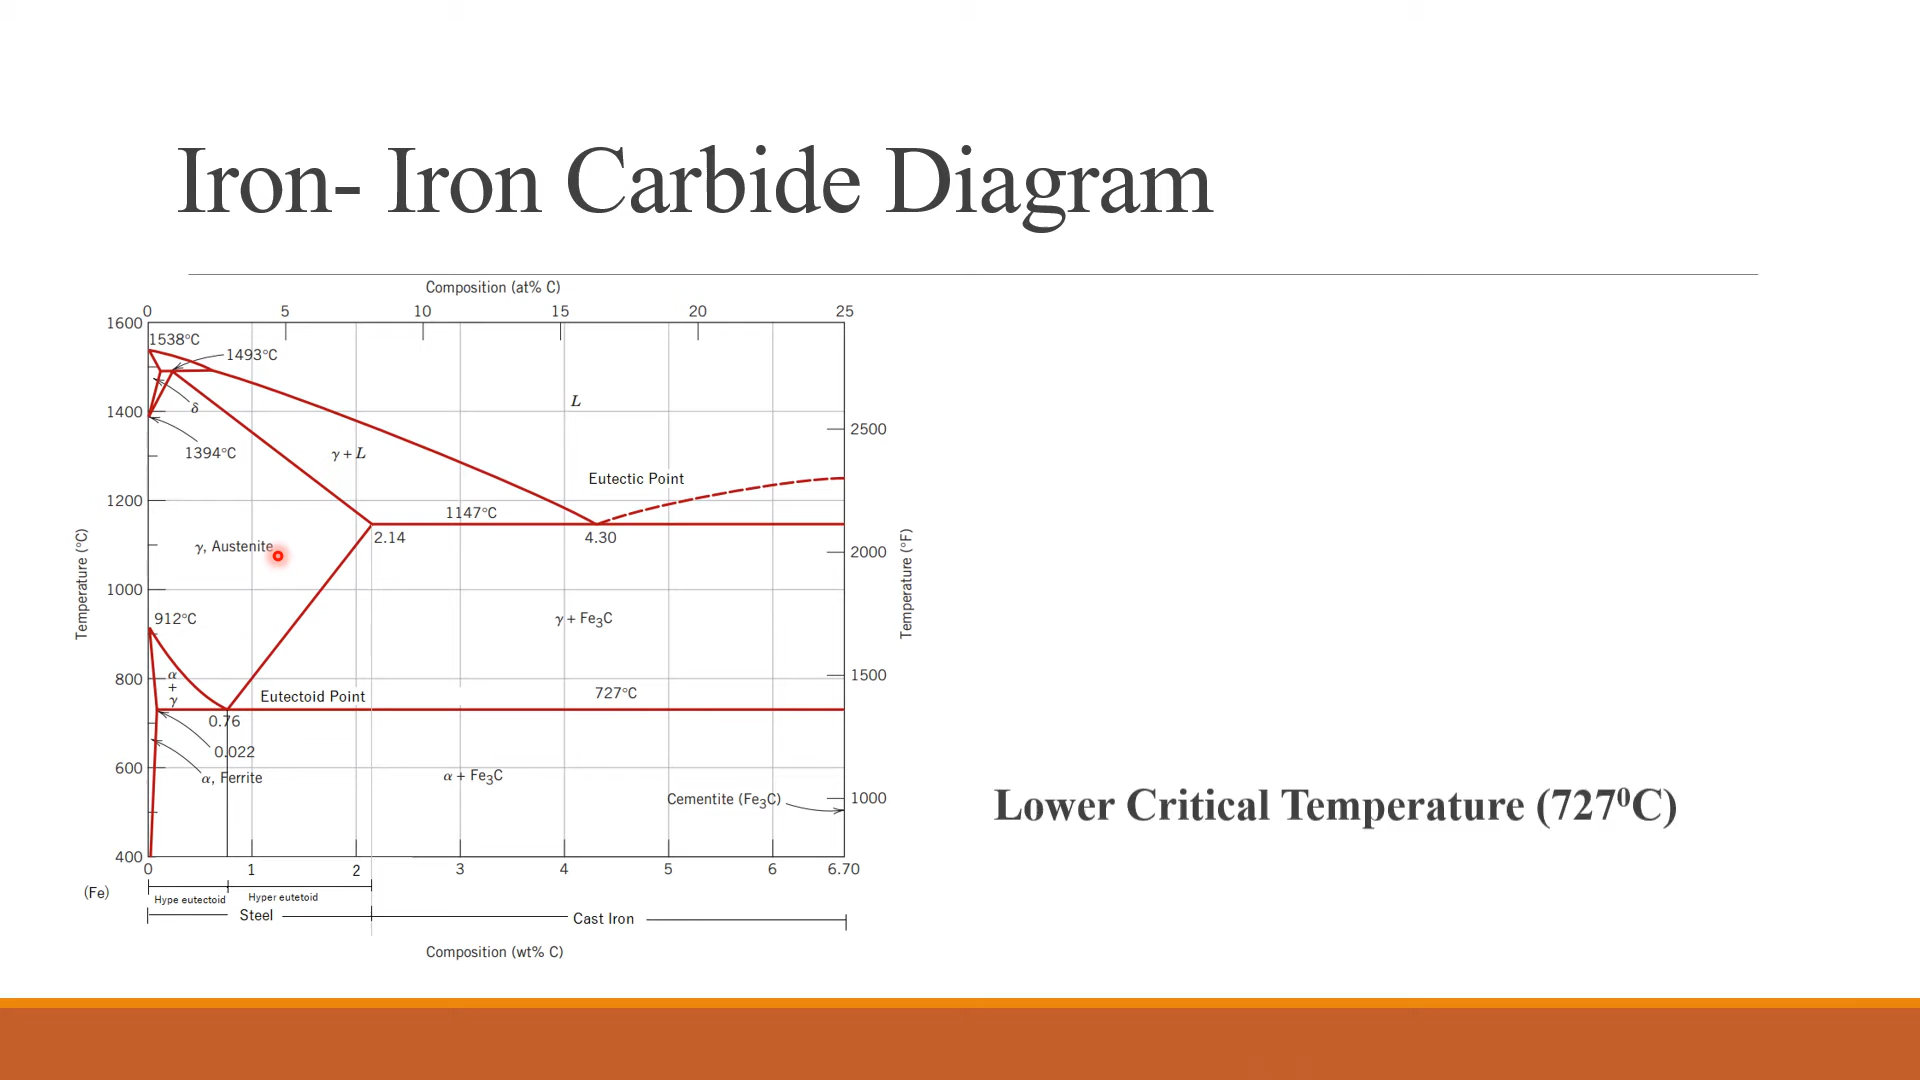 Iron- Iron Carbide Diagram
Composition (at% C)
0 5 10 15 20 25
1600
1538°C
1493°C
δ
1400
L
2500
1394°C
γ + L
Eutectic Point
1200
1147°C
2.14
4.30
γ, Austenite
2000
Temperature (°C)
Temperature (°F)
1000
912°C
γ + Fe3C
800
α
+
γ
Eutectoid Point
727°C
1500
0.76
0.022
600
α, Ferrite
α + Fe3C
Cementite (Fe3C)
1000
Lower Critical Temperature (727⁰C)
400
0 1 2 3 4 5 6 6.70
(Fe)
Hype eutectoid
Hyper eutetoid
Steel
Cast Iron
Composition (wt% C)